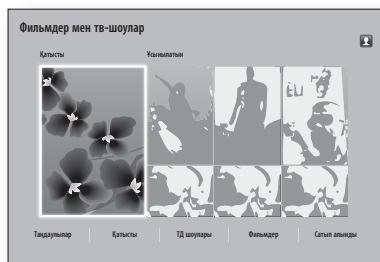 Фильмдер мен тв-шоулар
Қатысты Ұсынылатын
Таңдаулылар Қатысты ТД шоулары Фильмдер Сатып алынды